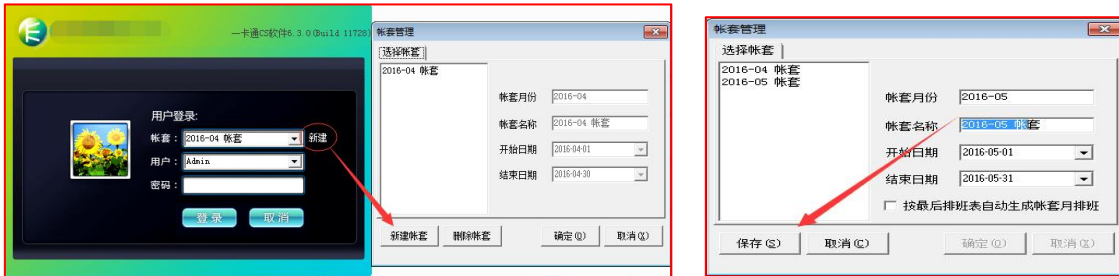 一卡通CS软件6.3.0(Build 11728)
用户登录:
帐套： 2016-04 帐套 新建
用户： Admin
密码：
登录 取消
帐套管理
选择帐套
2016-04 帐套
帐套月份 2016-04
帐套名称 2016-04 帐套
开始日期 2016-04-01
结束日期 2016-04-30
新建帐套 删除帐套 确定(O) 取消(X)
帐套管理
选择帐套
2016-04 帐套
2016-05 帐套
帐套月份 2016-05
帐套名称 2016-05 帐套
开始日期 2016-05-01
结束日期 2016-05-31
按最后排班表自动生成帐套月排班
保存(S) 取消(C) 确定(O) 取消(X)